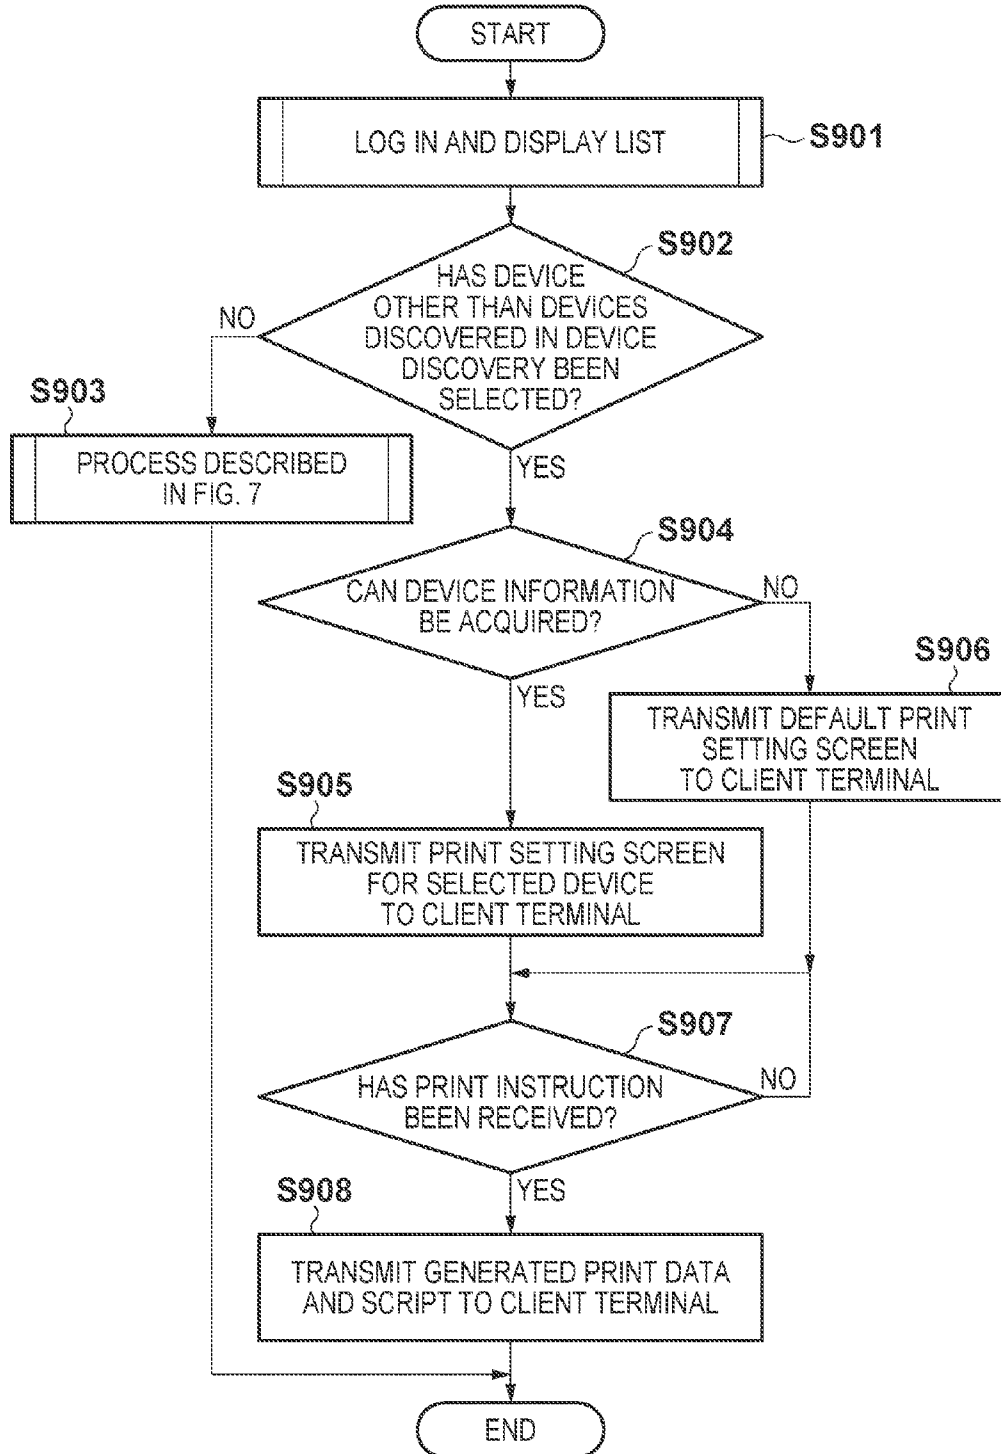 START
LOG IN AND DISPLAY LIST
S901
S902
HAS DEVICE
OTHER THAN DEVICES
DISCOVERED IN DEVICE
DISCOVERY BEEN
SELECTED?
NO
YES
S903
PROCESS DESCRIBED
IN FIG. 7
S904
CAN DEVICE INFORMATION
BE ACQUIRED?
NO
YES
S906
TRANSMIT DEFAULT PRINT
SETTING SCREEN
TO CLIENT TERMINAL
S905
TRANSMIT PRINT SETTING SCREEN
FOR SELECTED DEVICE
TO CLIENT TERMINAL
S907
HAS PRINT INSTRUCTION
BEEN RECEIVED?
NO
YES
S908
TRANSMIT GENERATED PRINT DATA
AND SCRIPT TO CLIENT TERMINAL
END